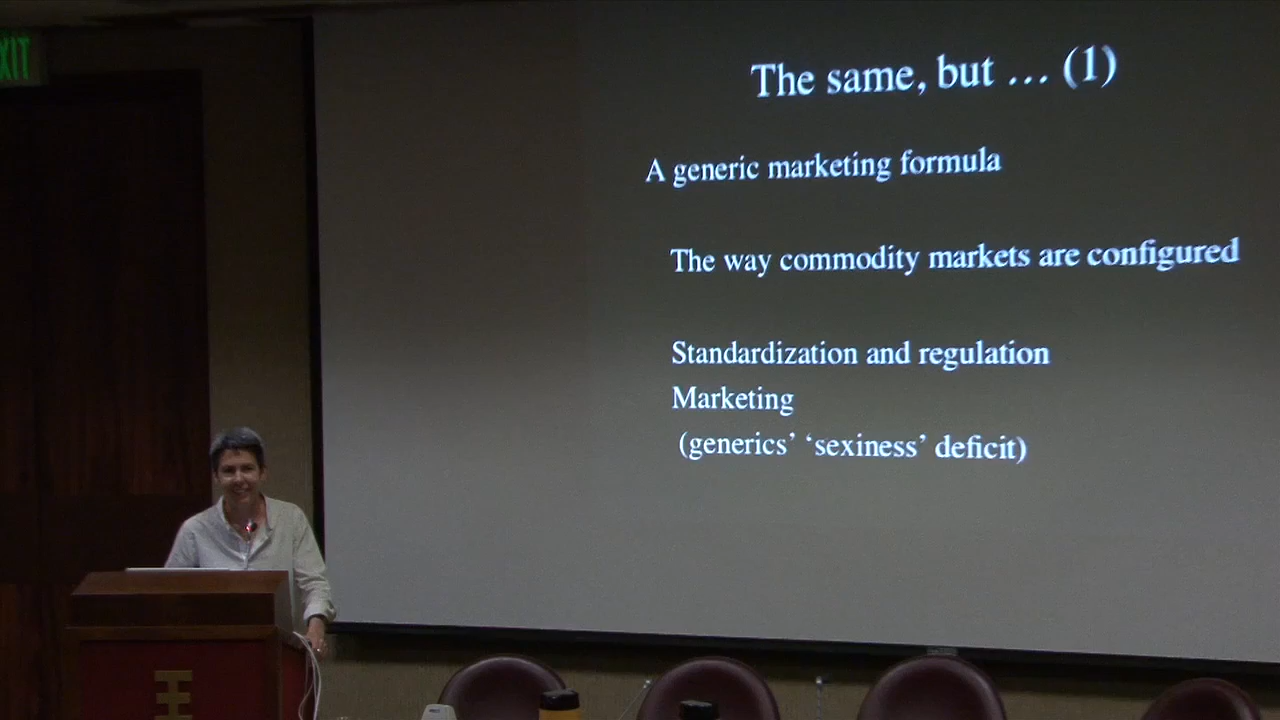 EXIT
The same, but … (1)
A generic marketing formula
The way commodity markets are configured
Standardization and regulation
Marketing
(generics’ ‘sexiness’ deficit)